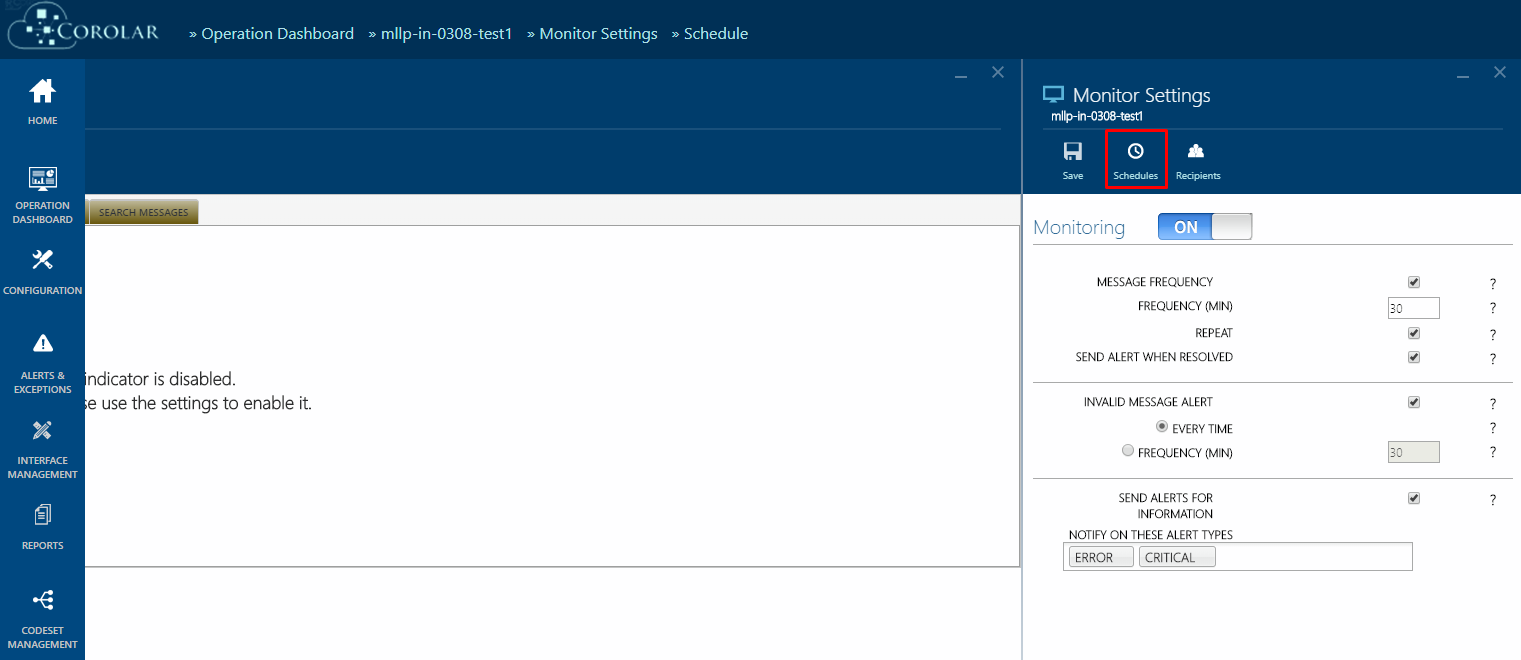 COROLAR
» Operation Dashboard » mllp-in-0308-test1 » Monitor Settings » Schedule
HOME
OPERATION
DASHBOARD
CONFIGURATION
ALERTS &
EXCEPTIONS
INTERFACE
MANAGEMENT
REPORTS
CODESET
MANAGEMENT
SEARCH MESSAGES
indicator is disabled.
se use the settings to enable it.
Monitor Settings
mllp-in-0308-test1
Save Schedules Recipients
Monitoring ON
MESSAGE FREQUENCY ?
FREQUENCY (MIN) 30 ?
REPEAT ?
SEND ALERT WHEN RESOLVED ?
INVALID MESSAGE ALERT ?
EVERY TIME ?
FREQUENCY (MIN) 30 ?
SEND ALERTS FOR ?
INFORMATION
NOTIFY ON THESE ALERT TYPES
ERROR CRITICAL